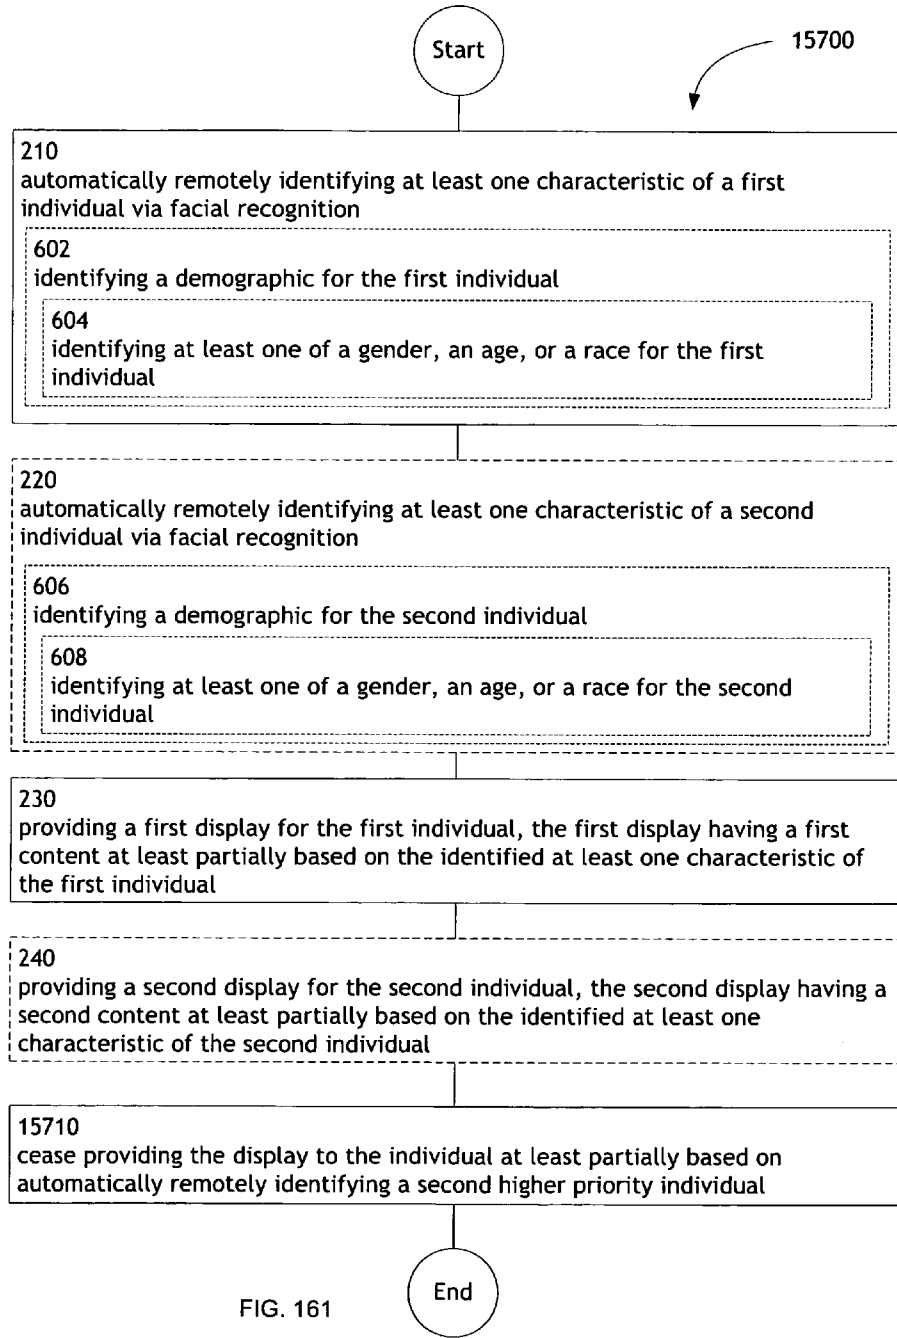 Start
15700
210
automatically remotely identifying at least one characteristic of a first
individual via facial recognition
602
identifying a demographic for the first individual
604
identifying at least one of a gender, an age, or a race for the first
individual
220
automatically remotely identifying at least one characteristic of a second
individual via facial recognition
606
identifying a demographic for the second individual
608
identifying at least one of a gender, an age, or a race for the second
individual
230
providing a first display for the first individual, the first display having a first
content at least partially based on the identified at least one characteristic of
the first individual
240
providing a second display for the second individual, the second display having a
second content at least partially based on the identified at least one
characteristic of the second individual
15710
cease providing the display to the individual at least partially based on
automatically remotely identifying a second higher priority individual
End
FIG. 161